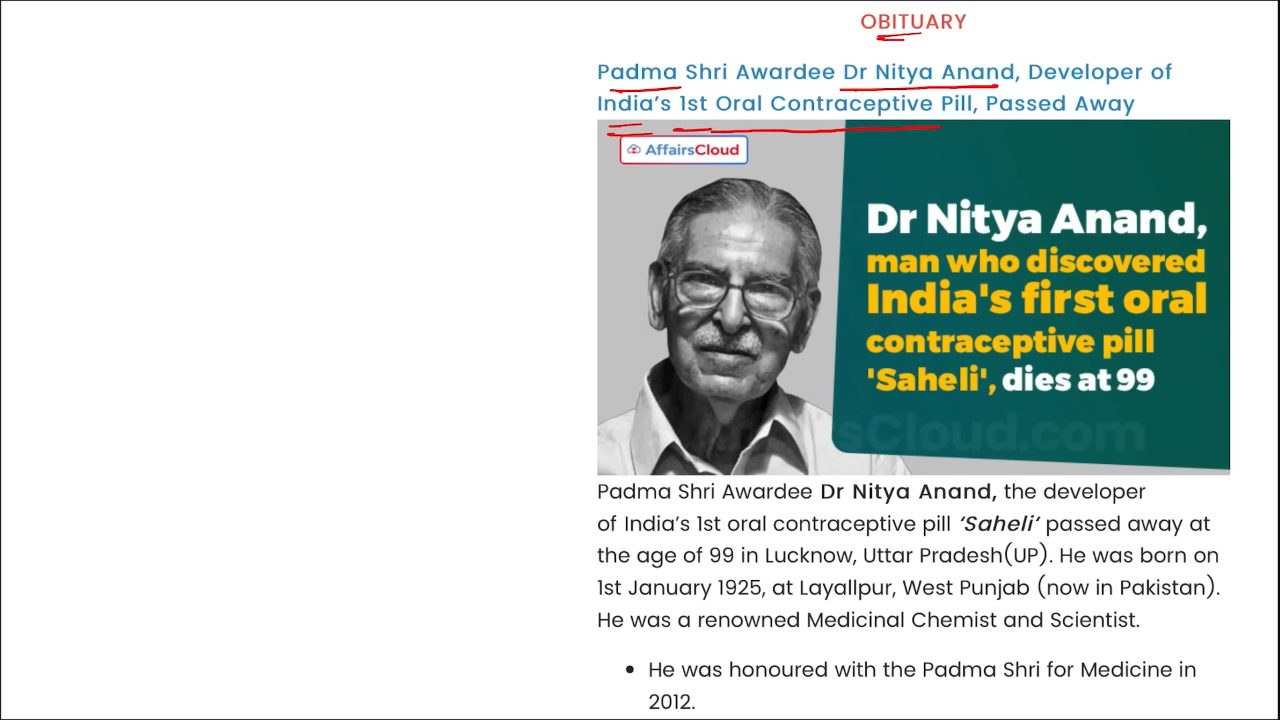 OBITUARY
Padma Shri Awardee Dr Nitya Anand, Developer of
India’s 1st Oral Contraceptive Pill, Passed Away
AffairsCloud
Dr Nitya Anand,
man who discovered
India's first oral
contraceptive pill
'Saheli', dies at 99
sCloud.com
Padma Shri Awardee Dr Nitya Anand, the developer
of India’s 1st oral contraceptive pill ‘Saheli‘ passed away at
the age of 99 in Lucknow, Uttar Pradesh(UP). He was born on
1st January 1925, at Layallpur, West Punjab (now in Pakistan).
He was a renowned Medicinal Chemist and Scientist.
• He was honoured with the Padma Shri for Medicine in
2012.